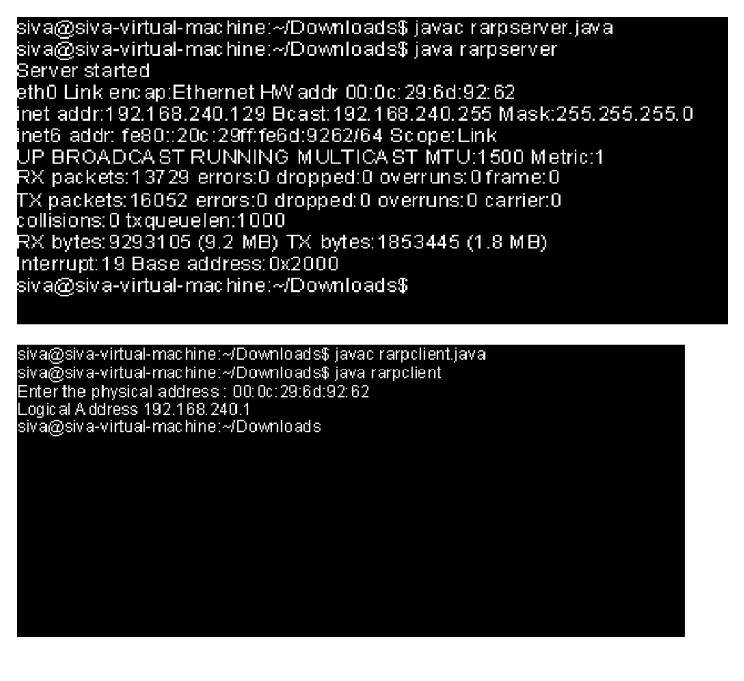 siva@siva-virtual-machine:~/Downloads$ javac rarpserver.java
siva@siva-virtual-machine:~/Downloads$ java rarpserver
Server started
eth0 Link encap:Ethernet HWaddr 00:0c:29:6d:92:62
inet addr:192.168.240.129 Bcast:192.168.240.255 Mask:255.255.255.0
inet6 addr: fe80::20c:29ff:fe6d:9262/64 Scope:Link
UP BROADCAST RUNNING MULTICAST MTU:1500 Metric:1
RX packets:13729 errors:0 dropped:0 overruns:0 frame:0
TX packets:16052 errors:0 dropped:0 overruns:0 carrier:0
collisions:0 txqueuelen:1000
RX bytes:9293105 (9.2 MB) TX bytes:1853445 (1.8 MB)
Interrupt:19 Base address:0x2000
siva@siva-virtual-machine:~/Downloads$
siva@siva-virtual-machine:~/Downloads$ javac rarpclient.java
siva@siva-virtual-machine:~/Downloads$ java rarpclient
Enter the physical address : 00:0c:29:6d:92:62
Logical Address 192.168.240.1
siva@siva-virtual-machine:~/Downloads